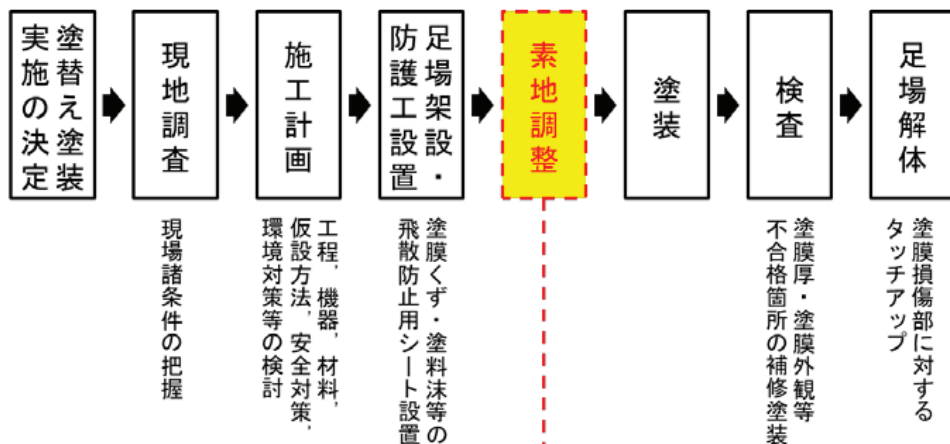 塗替え塗装
実施の決定
現地調査
施工計画
足場架設・
防護工設置
素地調整
塗装
検査
足場解体
現場諸条件の把握
工程，機器，材料，
仮設方法，安全対策，
環境対策等の検討
塗膜くず・塗料沫等の
飛散防止用シート設置
塗膜厚・塗膜外観等
不合格箇所の補修塗装
塗膜損傷部に対する
タッチアップ